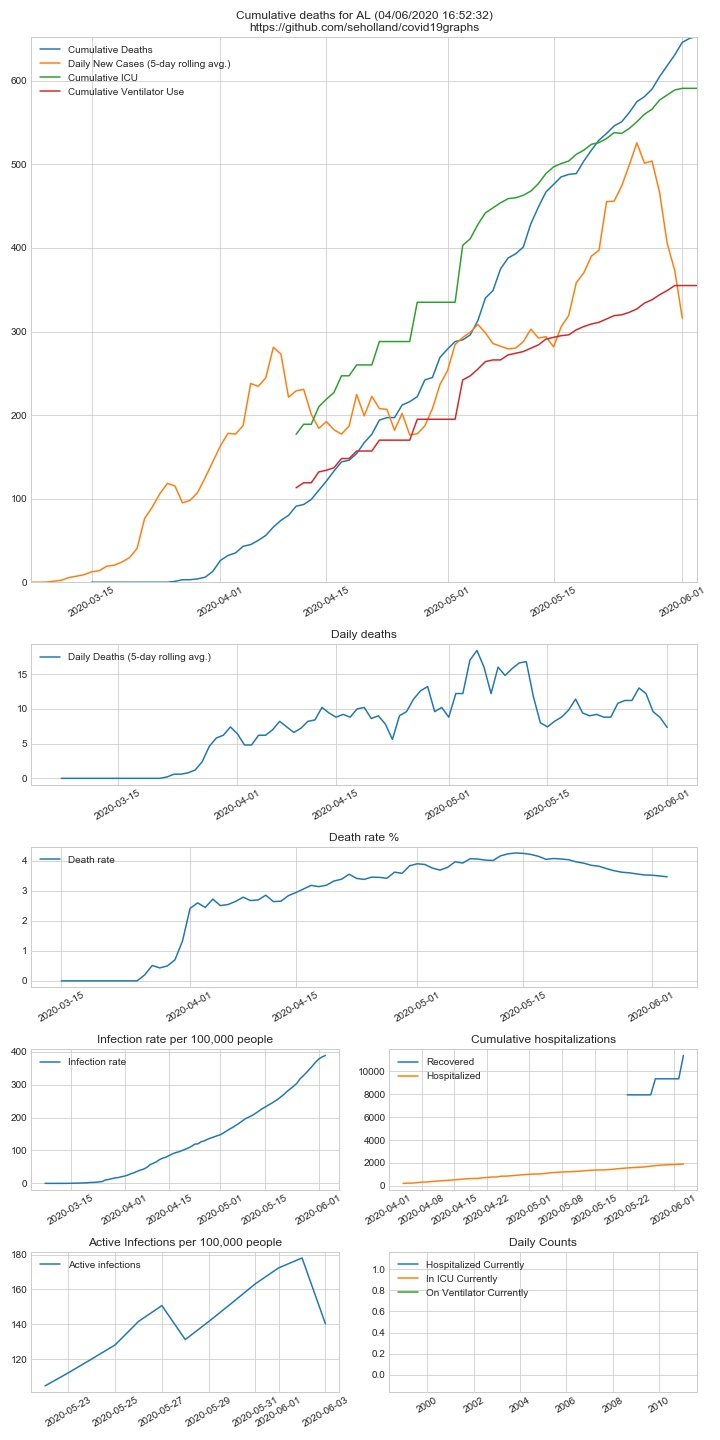 Cumulative deaths for AL (04/06/2020 16:52:32)
https://github.com/seholland/covid19graphs
Cumulative Deaths
Daily New Cases (5-day rolling avg.)
Cumulative ICU
Cumulative Ventilator Use
600
500
400
300
200
100
0
2020-03-15 2020-04-01 2020-04-15 2020-05-01 2020-05-15 2020-06-01
Daily deaths
Daily Deaths (5-day rolling avg.)
15
10
5
0
2020-03-15 2020-04-01 2020-04-15 2020-05-01 2020-05-15 2020-06-01
Death rate %
Death rate
4
3
2
1
0
2020-03-15 2020-04-01 2020-04-15 2020-05-01 2020-05-15 2020-06-01
Infection rate per 100,000 people
Infection rate
400
300
200
100
0
2020-03-15 2020-04-01 2020-04-15 2020-05-01 2020-05-15 2020-06-01
Cumulative hospitalizations
Recovered
Hospitalized
10000
8000
6000
4000
2000
0
2020-04-01 2020-04-08 2020-04-15 2020-04-22 2020-05-01 2020-05-08 2020-05-15 2020-05-22 2020-06-01
Active Infections per 100,000 people
Active infections
180
160
140
120
2020-05-23 2020-05-25 2020-05-27 2020-05-29 2020-05-31 2020-06-01 2020-06-03
Daily Counts
Hospitalized Currently
In ICU Currently
On Ventilator Currently
1.0
0.8
0.6
0.4
0.2
0.0
2000 2002 2004 2006 2008 2010